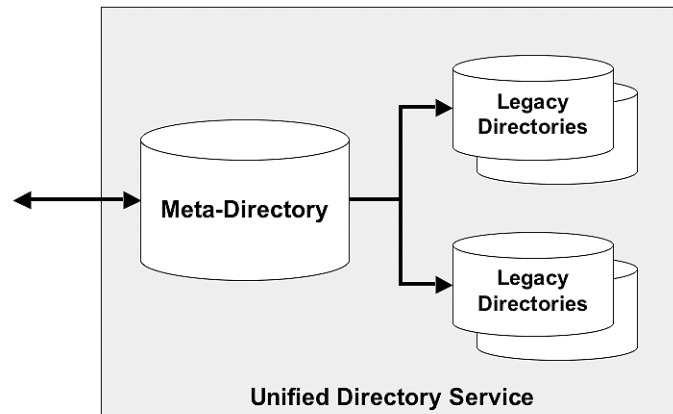 Legacy
Directories
Meta-Directory
Legacy
Directories
Unified Directory Service